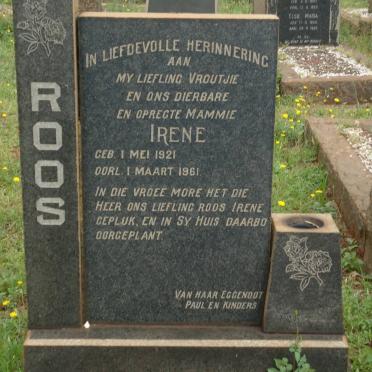 ROOS
IN LIEFDEVOLLE HERINNERING
AAN
MY LIEFLING VROUTJIE
EN ONS DIERBARE
EN OPREGTE MAMMIE
IRENE
GEB. 1 MEI 1921
OORL. 1 MAART 1961
IN DIE VROEË MÔRE HET DIE
HEER ONS LIEFLING ROOS IRENE
GEPLUK, EN IN SY HUIS DAARBO
OORGEPLANT.
VAN HAAR EGGENOOT
PAUL EN KINDERS
ELSE MARIA